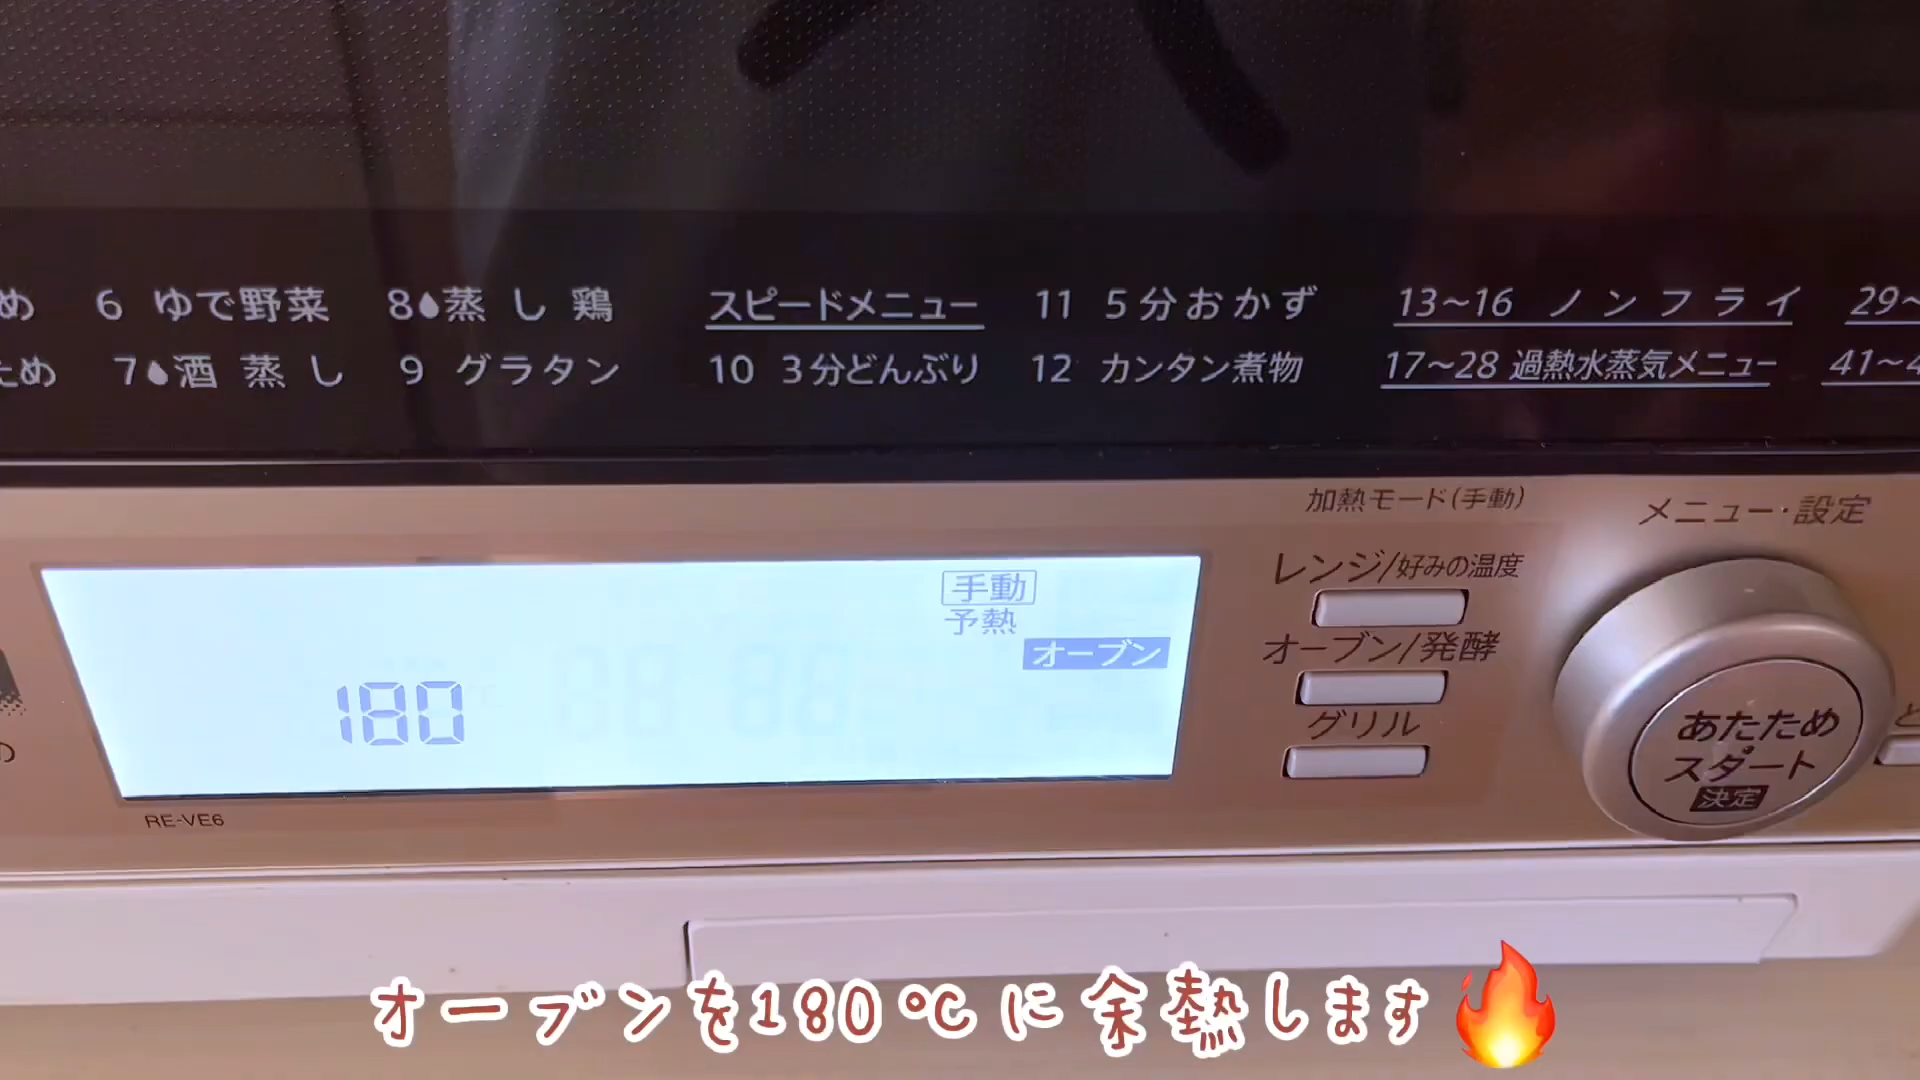 め 6 ゆで野菜 8 蒸し鶏 スピードメニュー 11 5分おかず 13~16 ノンフライ 29~
ため 7 酒蒸し 9 グラタン 10 3分どんぶり 12 カンタン煮物 17~28 過熱水蒸気メニュー 41~4
加熱モード(手動)
メニュー・設定
レンジ/好みの温度
手動
予熱
オーブン
オーブン/発酵
180
グリル
あたため
スタート
決定
と
の
RE-VE6
オーブンを180℃に余熱します🔥